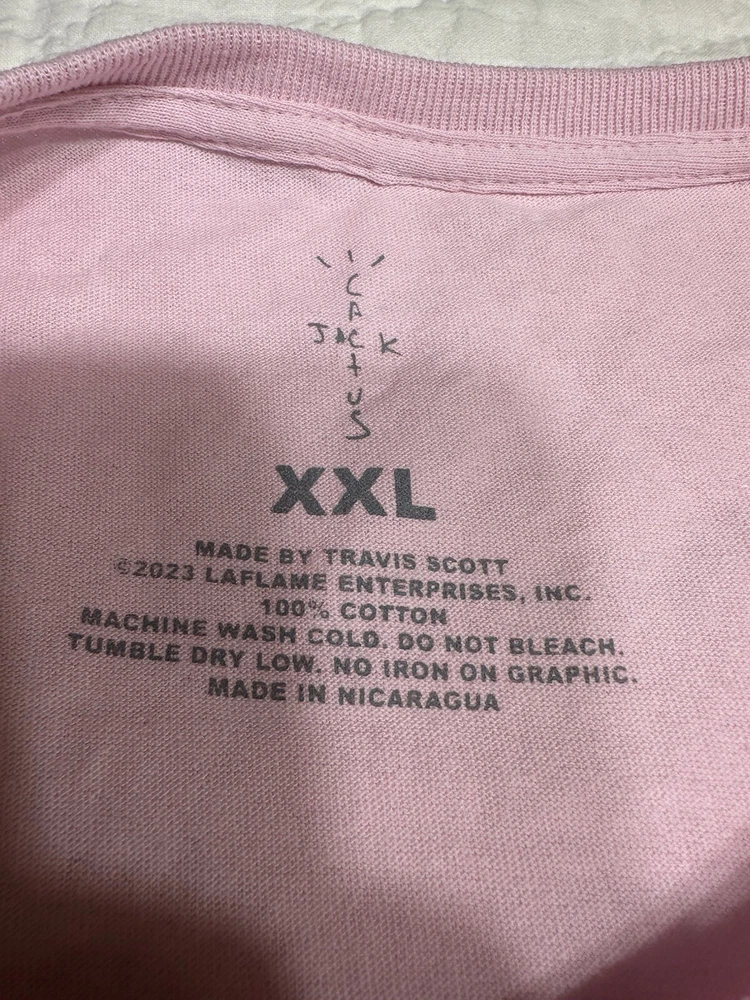 CACTUS
JACK
XXL
MADE BY TRAVIS SCOTT
©2023 LAFLAME ENTERPRISES, INC.
100% COTTON
MACHINE WASH COLD. DO NOT BLEACH.
TUMBLE DRY LOW. NO IRON ON GRAPHIC.
MADE IN NICARAGUA